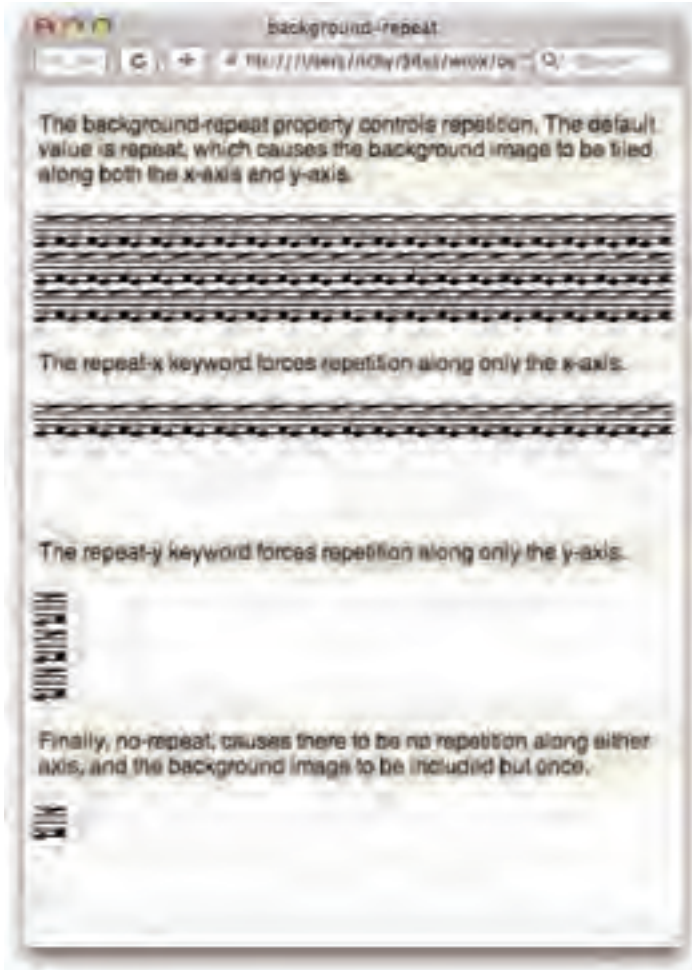 background-repeat
The background-repeat property controls repetition. The default
value is repeat, which causes the background image to be tiled
along both the x-axis and y-axis.
The repeat-x keyword forces repetition along only the x-axis.
The repeat-y keyword forces repetition along only the y-axis.
Finally, no-repeat, causes there to be no repetition along either
axis, and the background image to be included but once.